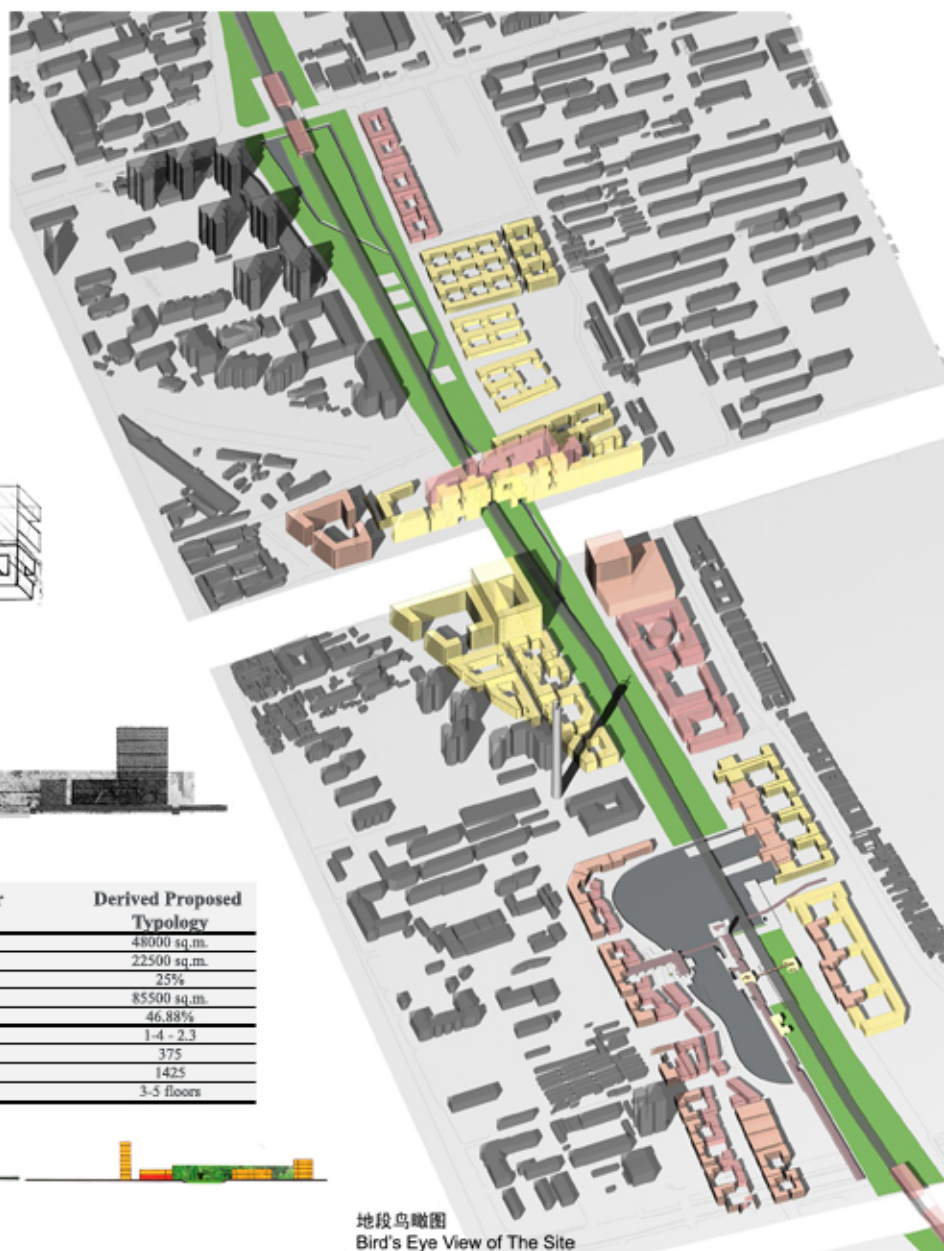 r
Derived Proposed
Typology
48000 sq.m.
22500 sq.m.
25%
85500 sq.m.
46.88%
1-4 - 2.3
375
1425
3-5 floors
地段鸟瞰图
Bird's Eye View of The Site